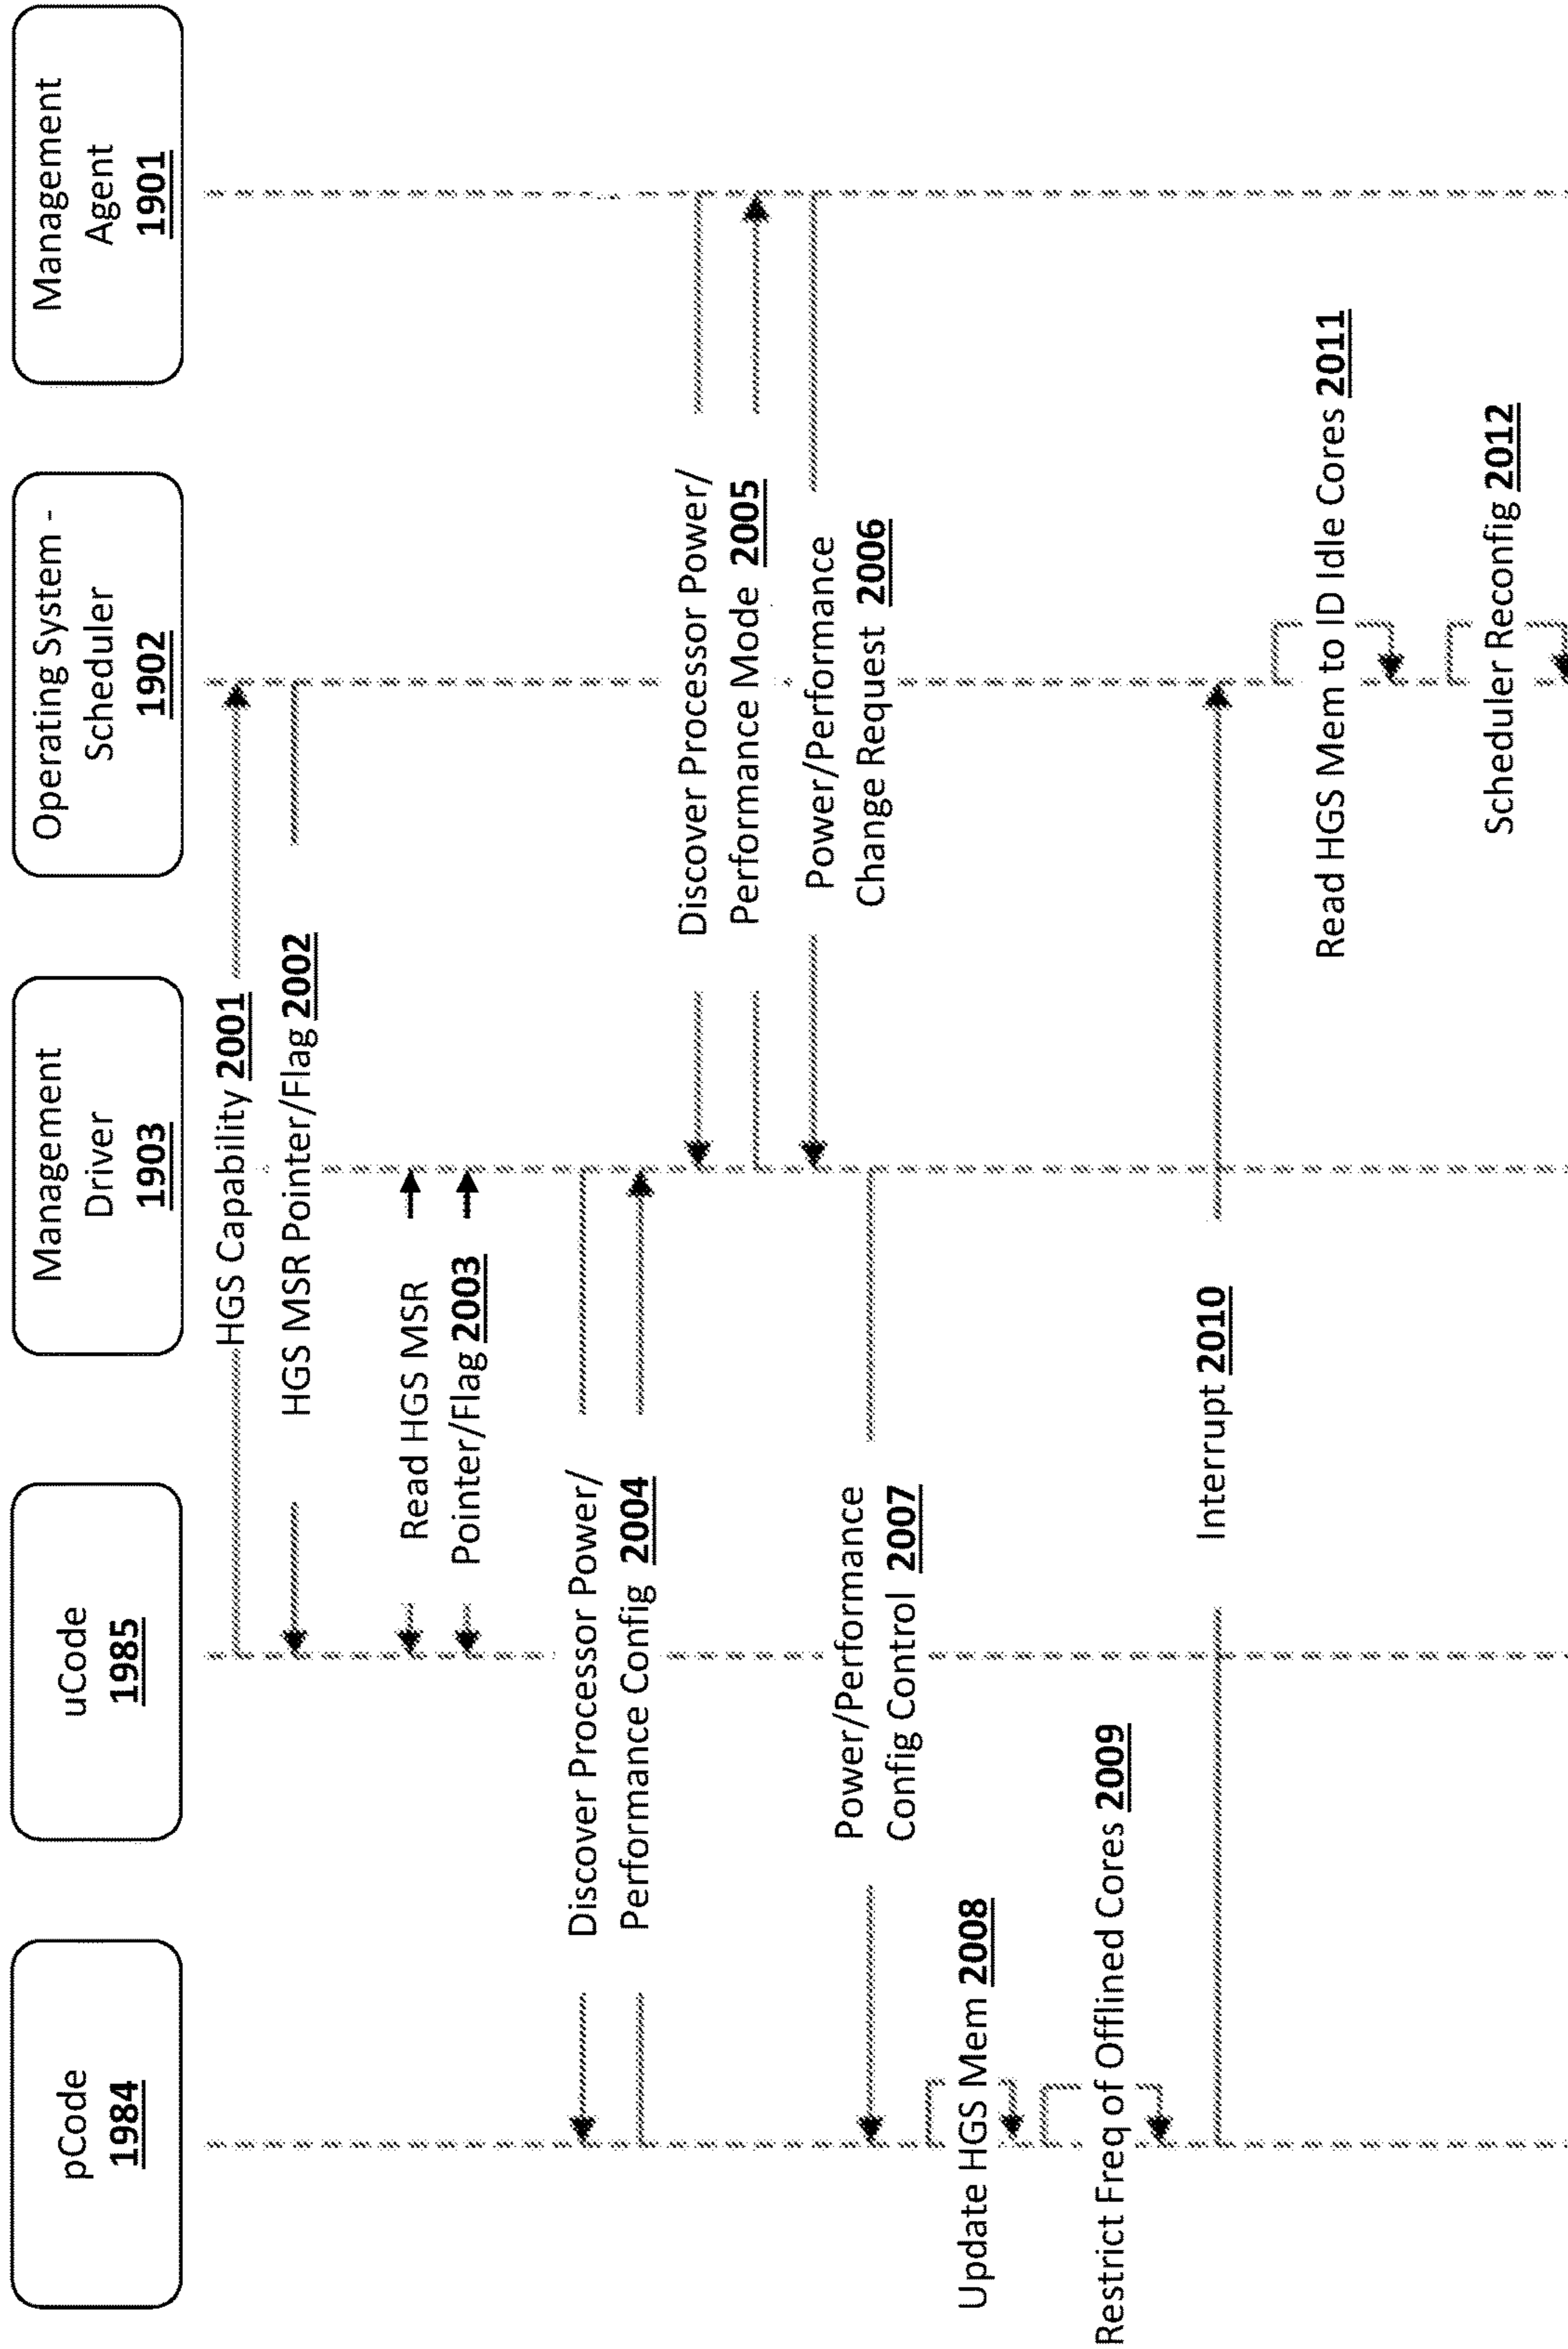 pCode
1984
uCode
1985
Management
Driver
1903
Operating System -
Scheduler
1902
Management
Agent
1901
HGS Capability 2001
HGS MSR Pointer/Flag 2002
Read HGS MSR
Pointer/Flag 2003
Discover Processor Power/
Performance Config 2004
Discover Processor Power/
Performance Mode 2005
Power/Performance
Change Request 2006
Power/Performance
Config Control 2007
Update HGS Mem 2008
Restrict Freq of Offlined Cores 2009
Interrupt 2010
Read HGS Mem to ID Idle Cores 2011
Scheduler Reconfig 2012